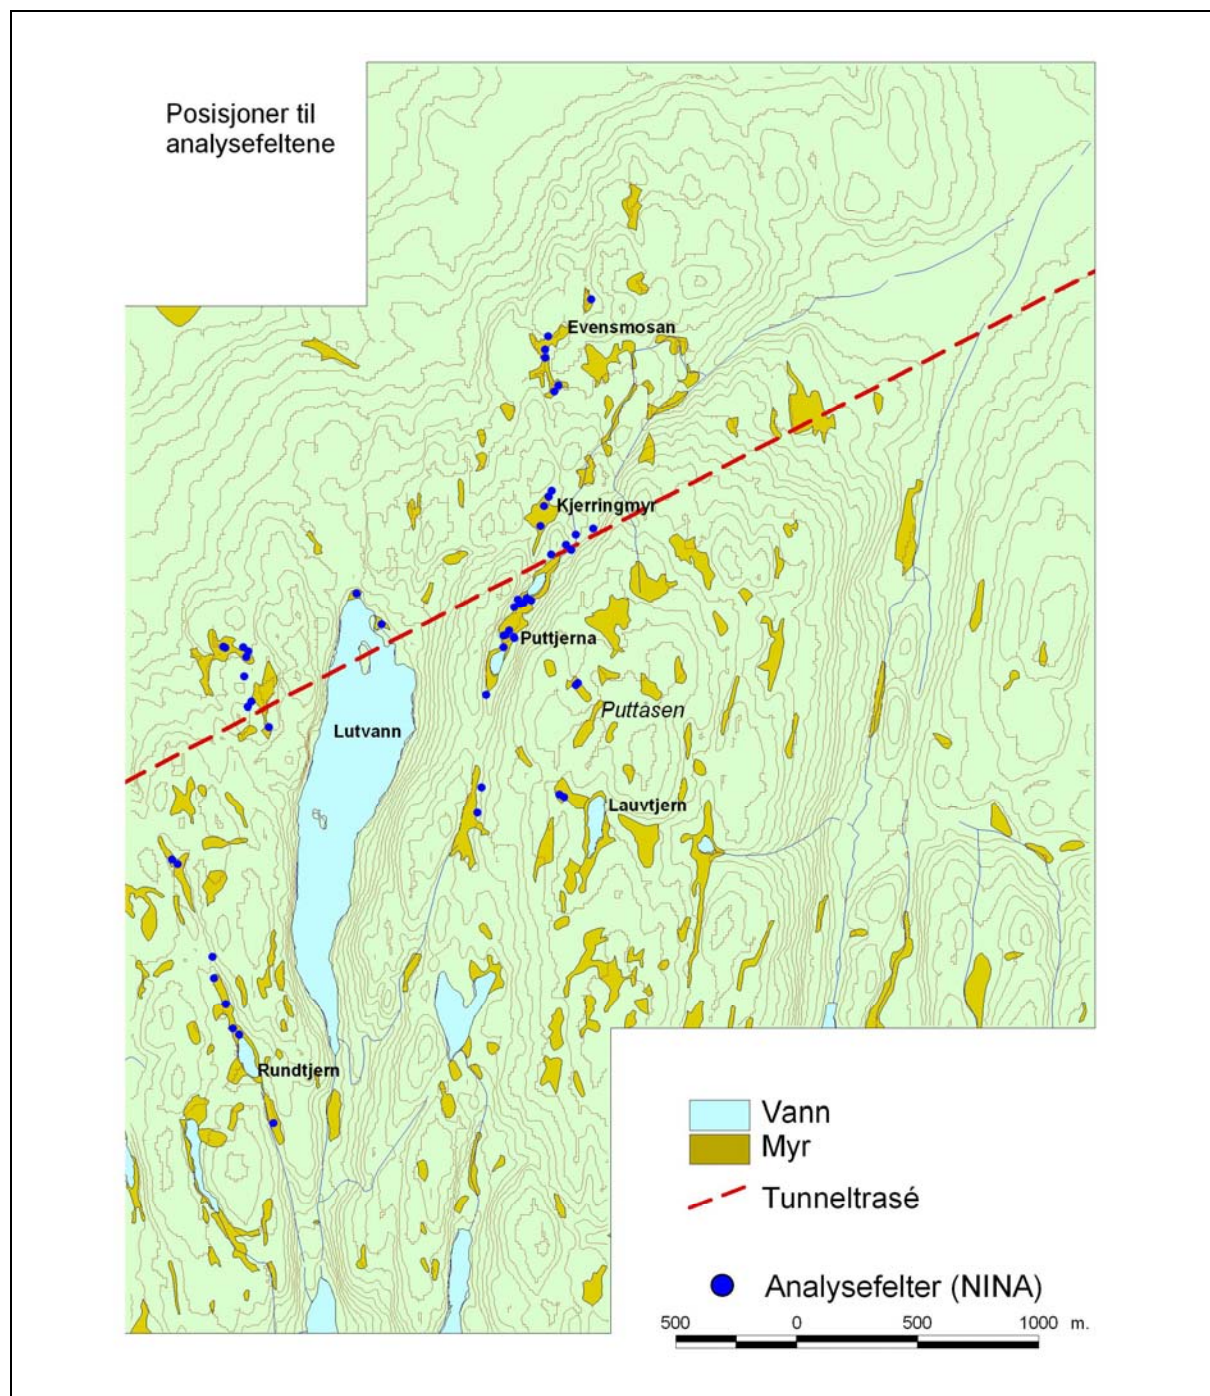 Posisjoner til
analysefeltene
Evensmosan
Kjerringmyr
Puttjerna
Puttasen
Lutvann
Lauvtjern
Rundtjern
Vann
Myr
Tunneltrasé
Analysefelter (NINA)
500 0 500 1000 m.